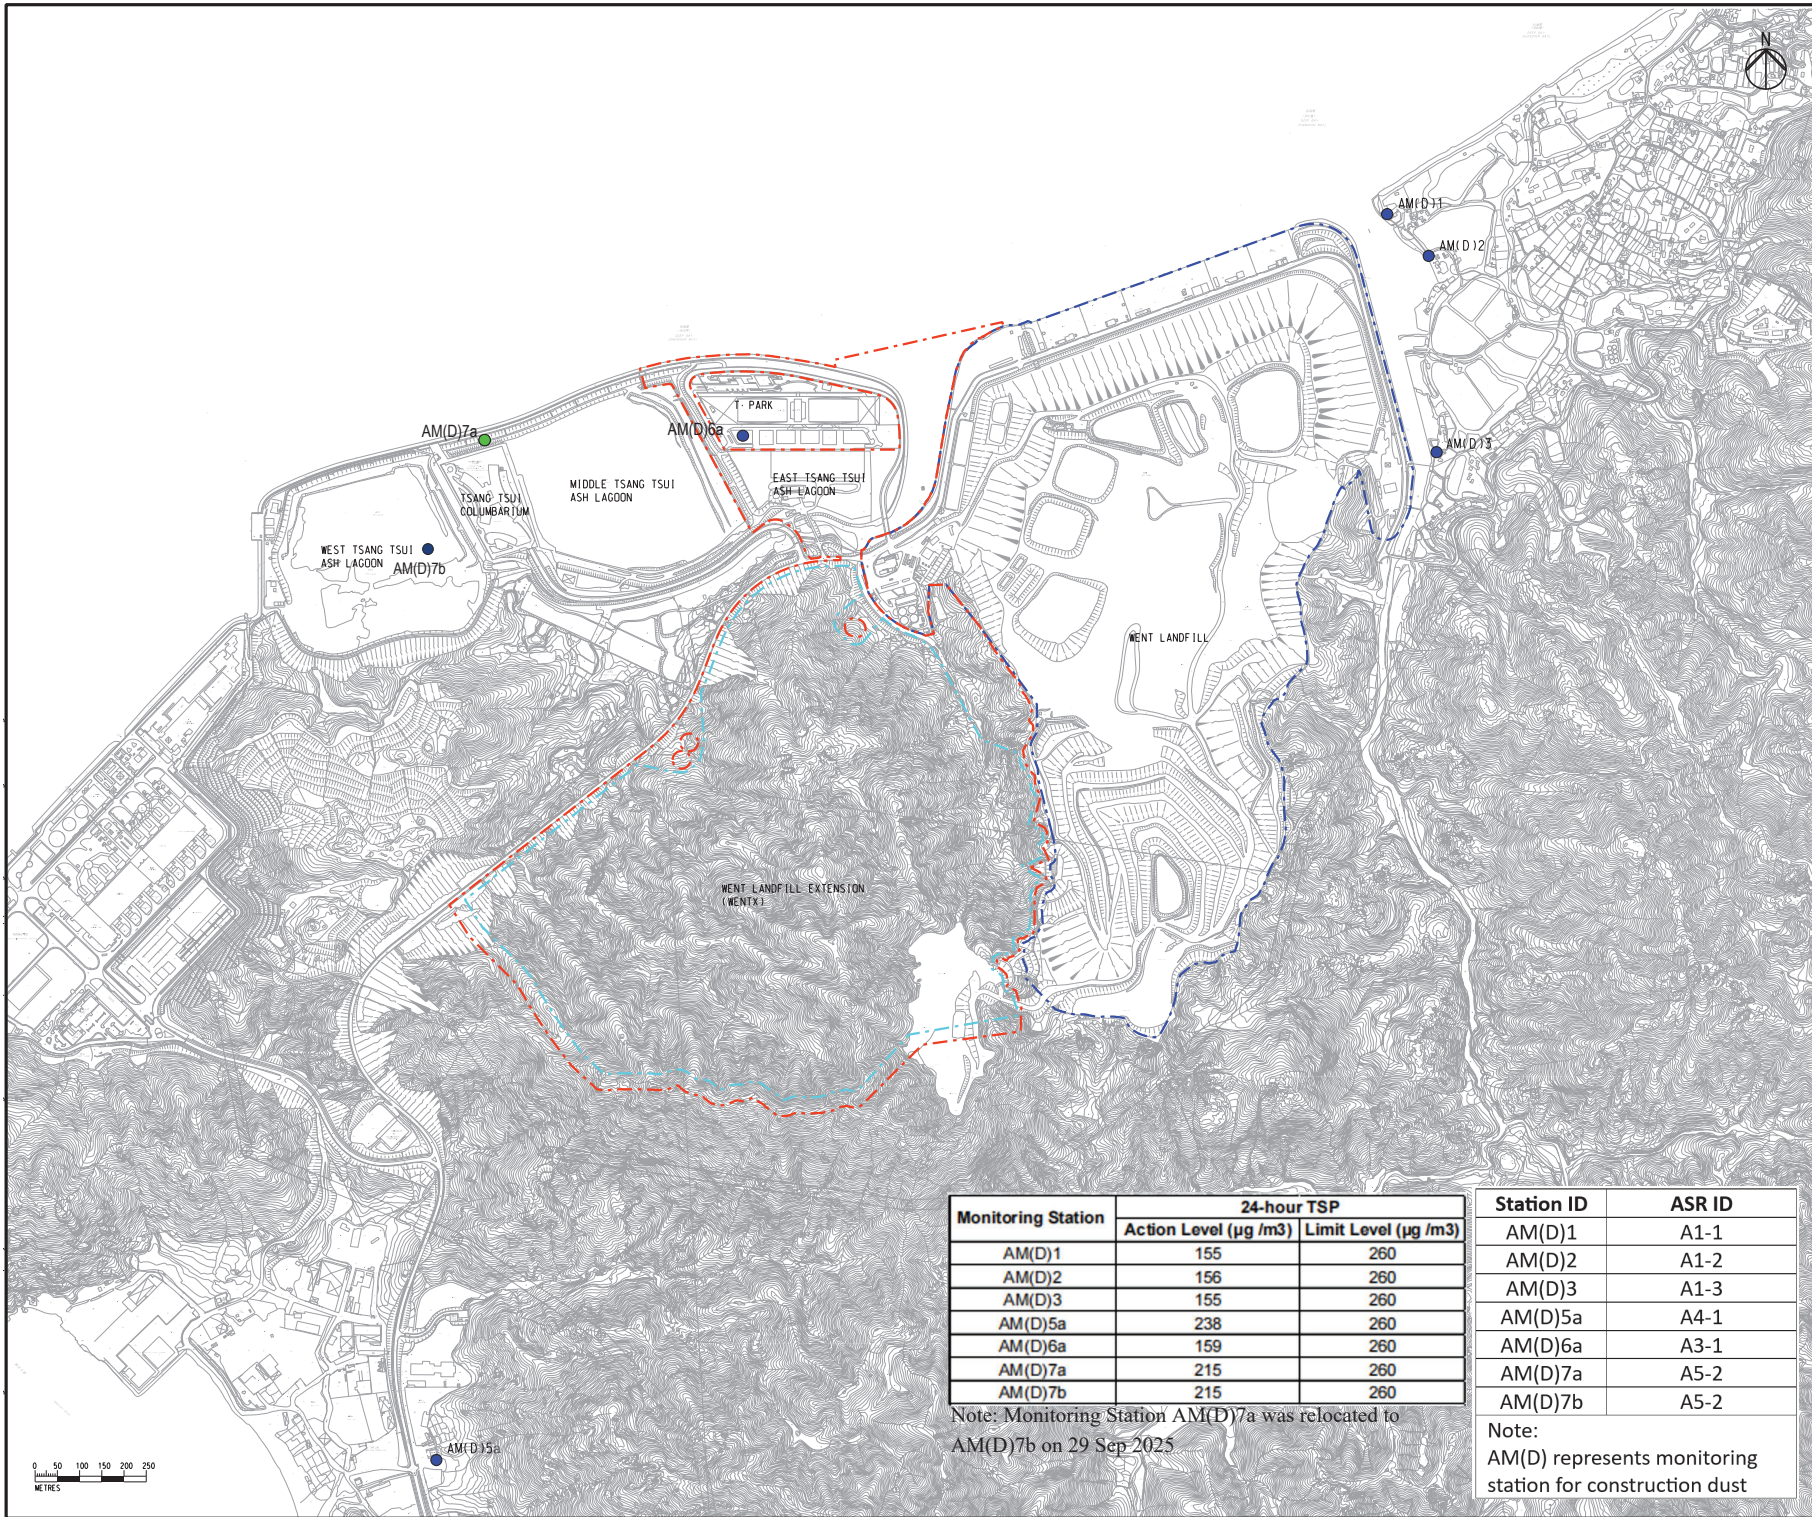 N
AM(D)1
AM(D)2
AM(D)3
T· PARK
AM(D)6a
AM(D)7a
EAST TSANG TSUI
ASH LAGOON
MIDDLE TSANG TSUI
ASH LAGOON
TSANG TSUI
COLUMBARIUM
WEST TSANG TSUI
ASH LAGOON
AM(D)7b
WENT LANDFILL
WENT LANDFILL EXTENSION
(WENTX)
AM(D)5a
0 50 100 150 200 250
METRES
Monitoring Station 24-hour TSP
Action Level (µg /m3) Limit Level (µg /m3)
AM(D)1 155 260
AM(D)2 156 260
AM(D)3 155 260
AM(D)5a 238 260
AM(D)6a 159 260
AM(D)7a 215 260
AM(D)7b 215 260
Note: Monitoring Station AM(D)7a was relocated to
AM(D)7b on 29 Sep 2025
Station ID ASR ID
AM(D)1 A1-1
AM(D)2 A1-2
AM(D)3 A1-3
AM(D)5a A4-1
AM(D)6a A3-1
AM(D)7a A5-2
AM(D)7b A5-2
Note:
AM(D) represents monitoring
station for construction dust